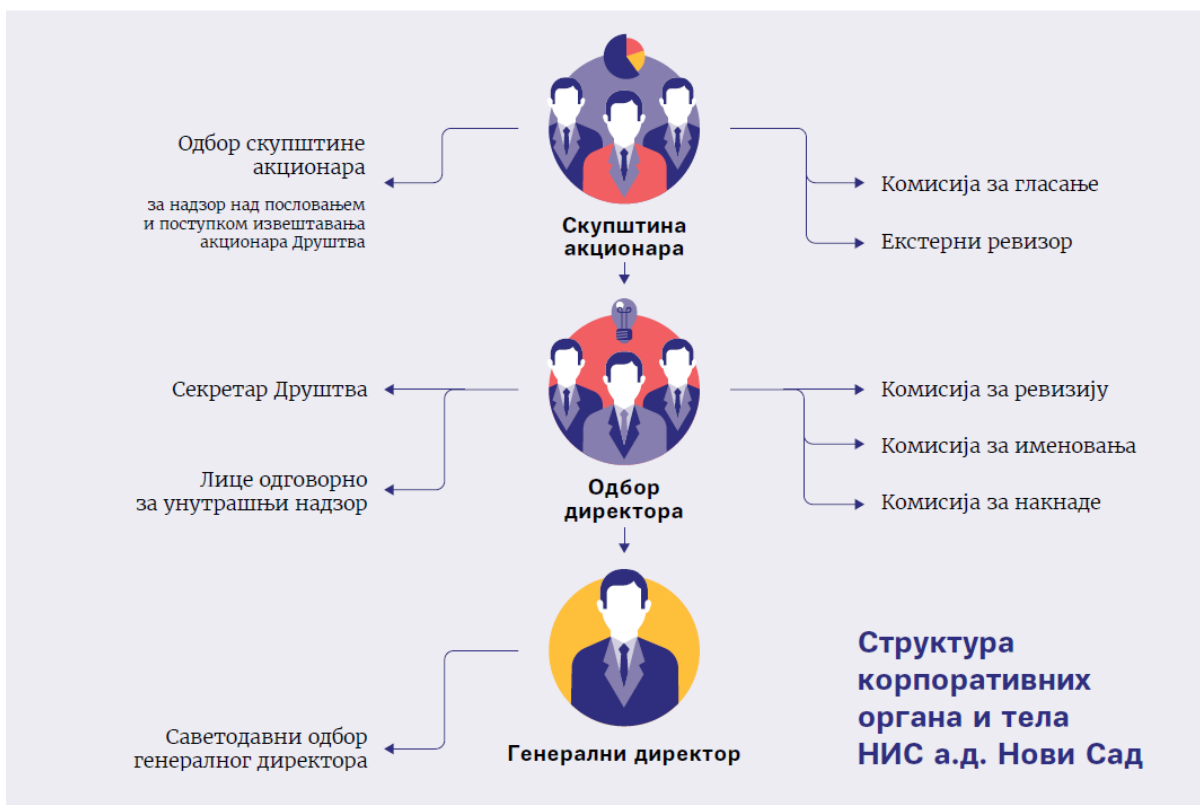 Одбор скупштине
акционара
за надзор над пословањем
и поступком извештавања
акционара Друштва
Скупштина
акционара
Комисија за гласање
Екстерни ревизор
Секретар Друштва
Лице одговорно
за унутрашњи надзор
Одбор
директора
Комисија за ревизију
Комисија за именовања
Комисија за накнаде
Саветодавни одбор
генералног директора
Генерални директор
Структура
корпоративних
органа и тела
НИС а.д. Нови Сад